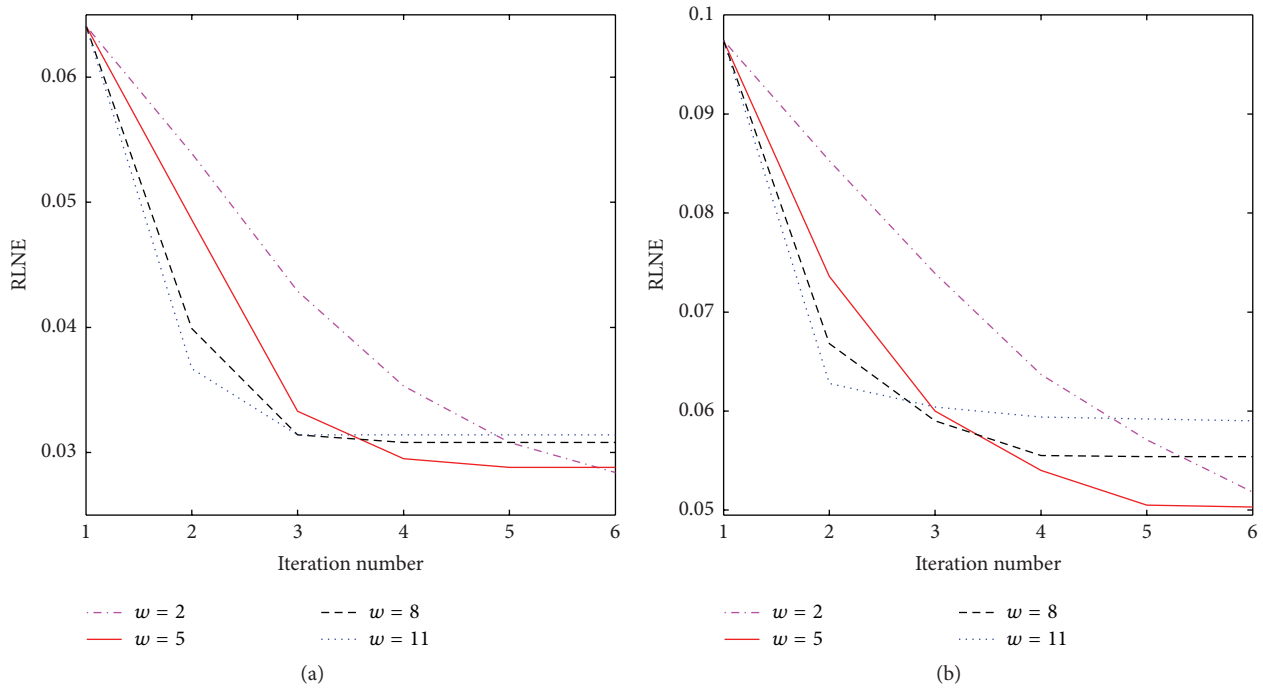 0.06
0.05
0.04
0.03
RLNE
1 2 3 4 5 6
Iteration number
w = 2
w = 5
w = 8
w = 11
(a)
0.1
0.09
0.08
0.07
0.06
0.05
RLNE
1 2 3 4 5 6
Iteration number
w = 2
w = 5
w = 8
w = 11
(b)